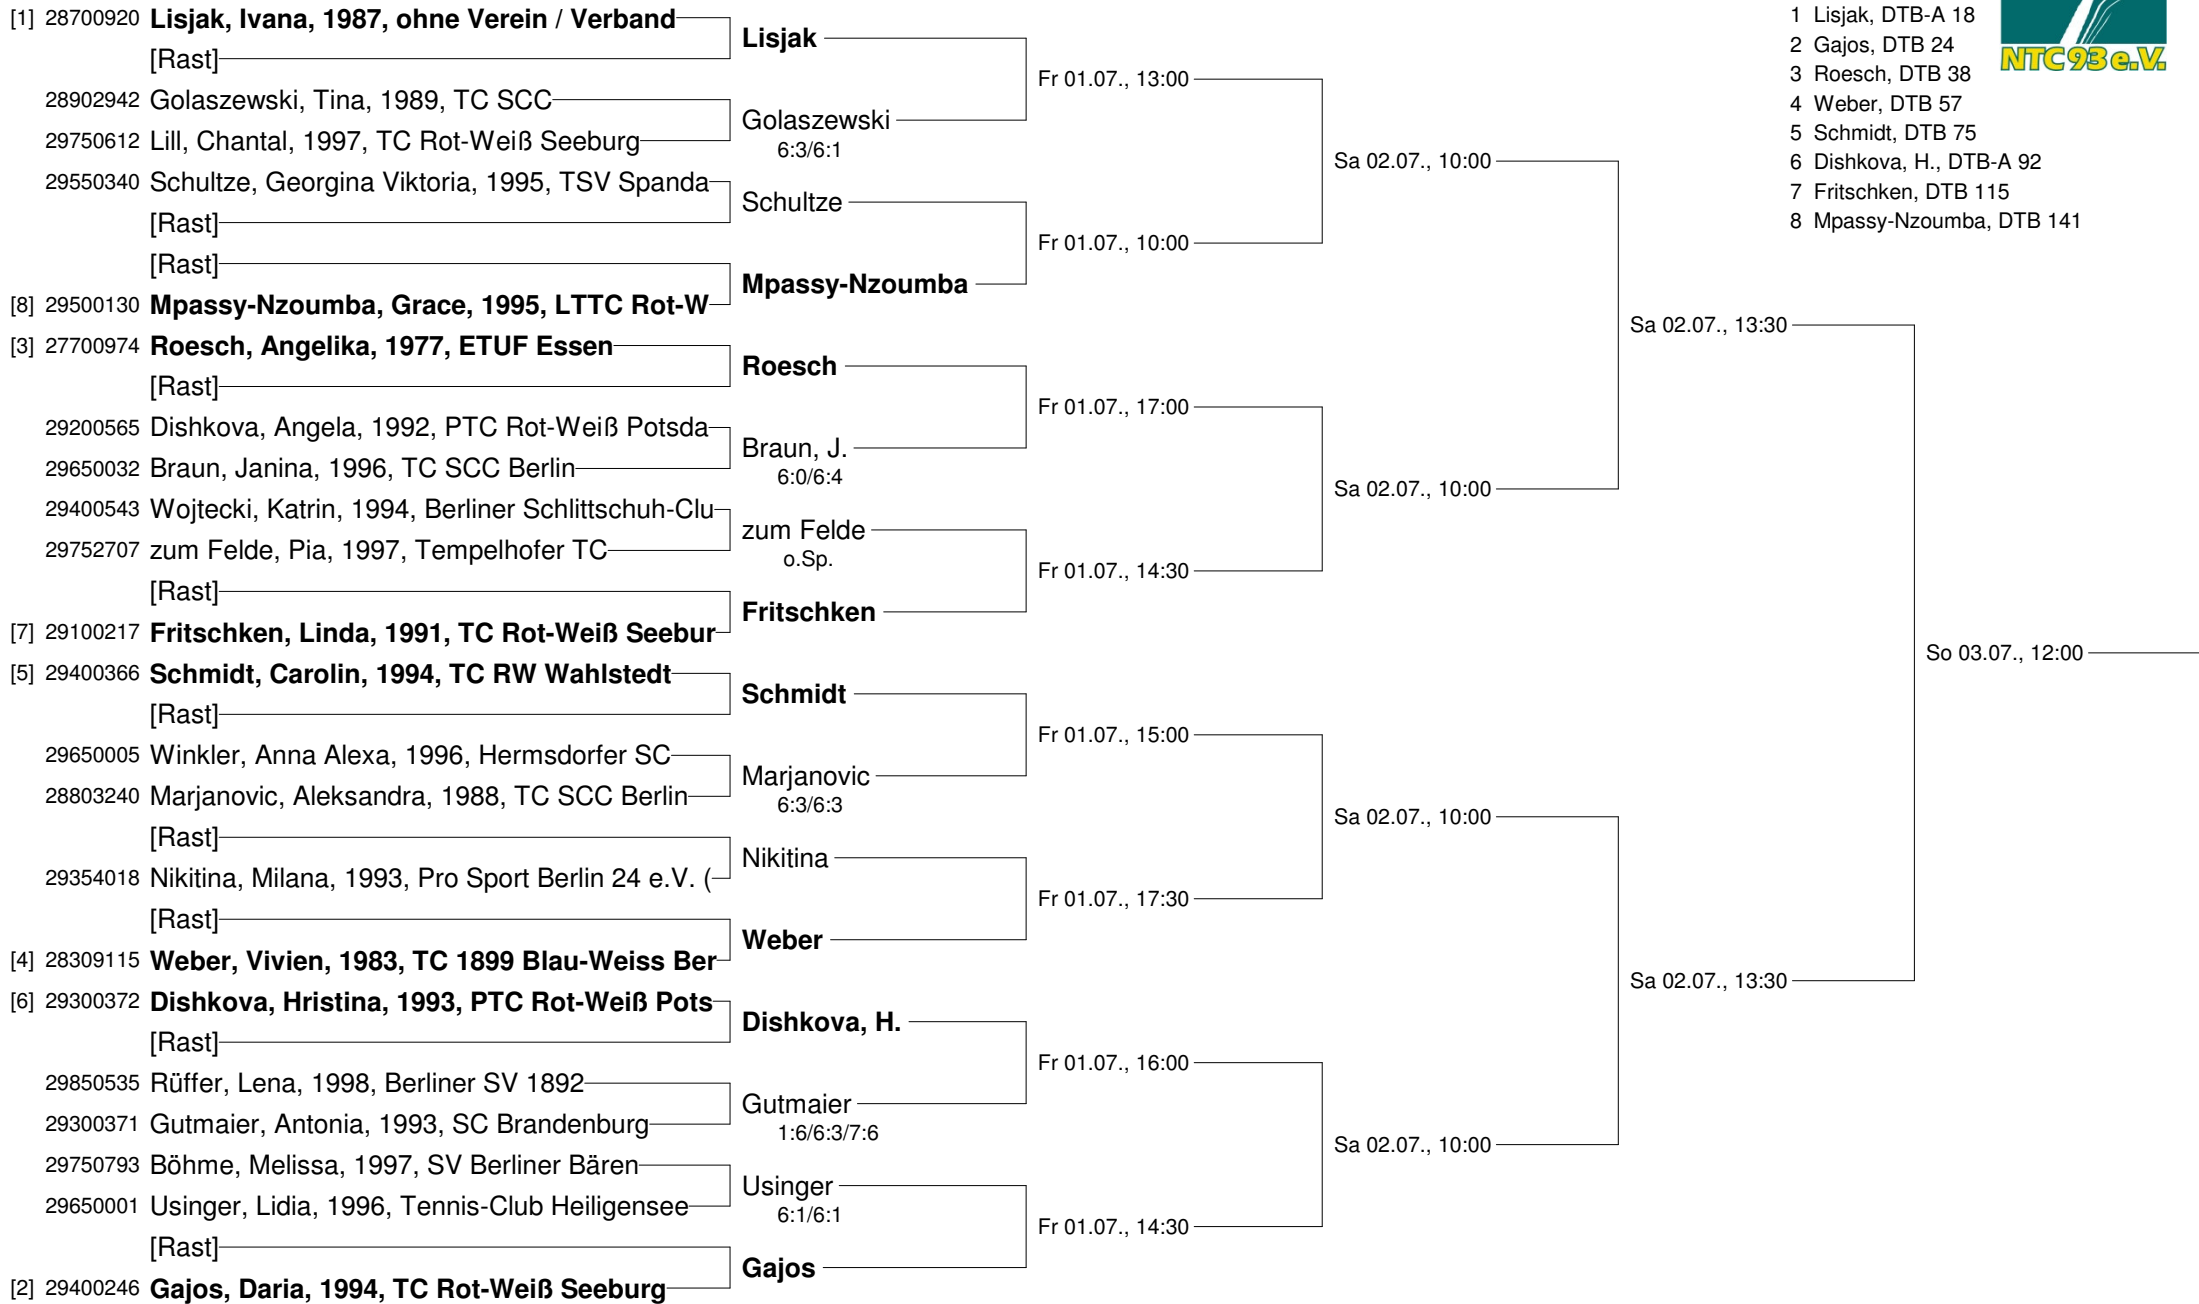 [1] 28700920 Lisjak, Ivana, 1987, ohne Verein / Verband
[Rast]
28902942 Golaszewski, Tina, 1989, TC SCC
29750612 Lill, Chantal, 1997, TC Rot-Weiß Seeburg
29550340 Schultze, Georgina Viktoria, 1995, TSV Spanda
[Rast]
[Rast]
[8] 29500130 Mpassy-Nzoumba, Grace, 1995, LTTC Rot-W
[3] 27700974 Roesch, Angelika, 1977, ETUF Essen
[Rast]
29200565 Dishkova, Angela, 1992, PTC Rot-Weiß Potsda
29650032 Braun, Janina, 1996, TC SCC Berlin
29400543 Wojtecki, Katrin, 1994, Berliner Schlittschuh-Clu
29752707 zum Felde, Pia, 1997, Tempelhofer TC
[Rast]
[7] 29100217 Fritschken, Linda, 1991, TC Rot-Weiß Seebur
[5] 29400366 Schmidt, Carolin, 1994, TC RW Wahlstedt
[Rast]
29650005 Winkler, Anna Alexa, 1996, Hermsdorfer SC
28803240 Marjanovic, Aleksandra, 1988, TC SCC Berlin
[Rast]
29354018 Nikitina, Milana, 1993, Pro Sport Berlin 24 e.V. (
[Rast]
[4] 28309115 Weber, Vivien, 1983, TC 1899 Blau-Weiss Ber
[6] 29300372 Dishkova, Hristina, 1993, PTC Rot-Weiß Pots
[Rast]
29850535 Rüffer, Lena, 1998, Berliner SV 1892
29300371 Gutmaier, Antonia, 1993, SC Brandenburg
29750793 Böhme, Melissa, 1997, SV Berliner Bären
29650001 Usinger, Lidia, 1996, Tennis-Club Heiligensee
[Rast]
[2] 29400246 Gajos, Daria, 1994, TC Rot-Weiß Seeburg
Lisjak
Golaszewski
6:3/6:1
Schultze
Mpassy-Nzoumba
Roesch
Braun, J.
6:0/6:4
zum Felde
o.Sp.
Fritschken
Schmidt
Marjanovic
6:3/6:3
Nikitina
Weber
Dishkova, H.
Gutmaier
1:6/6:3/7:6
Usinger
6:1/6:1
Gajos
Fr 01.07., 13:00
Fr 01.07., 10:00
Fr 01.07., 17:00
Fr 01.07., 14:30
Fr 01.07., 15:00
Fr 01.07., 17:30
Fr 01.07., 16:00
Fr 01.07., 14:30
Sa 02.07., 10:00
Sa 02.07., 10:00
Sa 02.07., 10:00
Sa 02.07., 10:00
Sa 02.07., 13:30
Sa 02.07., 13:30
So 03.07., 12:00
1 Lisjak, DTB-A 18
2 Gajos, DTB 24
3 Roesch, DTB 38
4 Weber, DTB 57
5 Schmidt, DTB 75
6 Dishkova, H., DTB-A 92
7 Fritschken, DTB 115
8 Mpassy-Nzoumba, DTB 141
NTC 93 e.V.